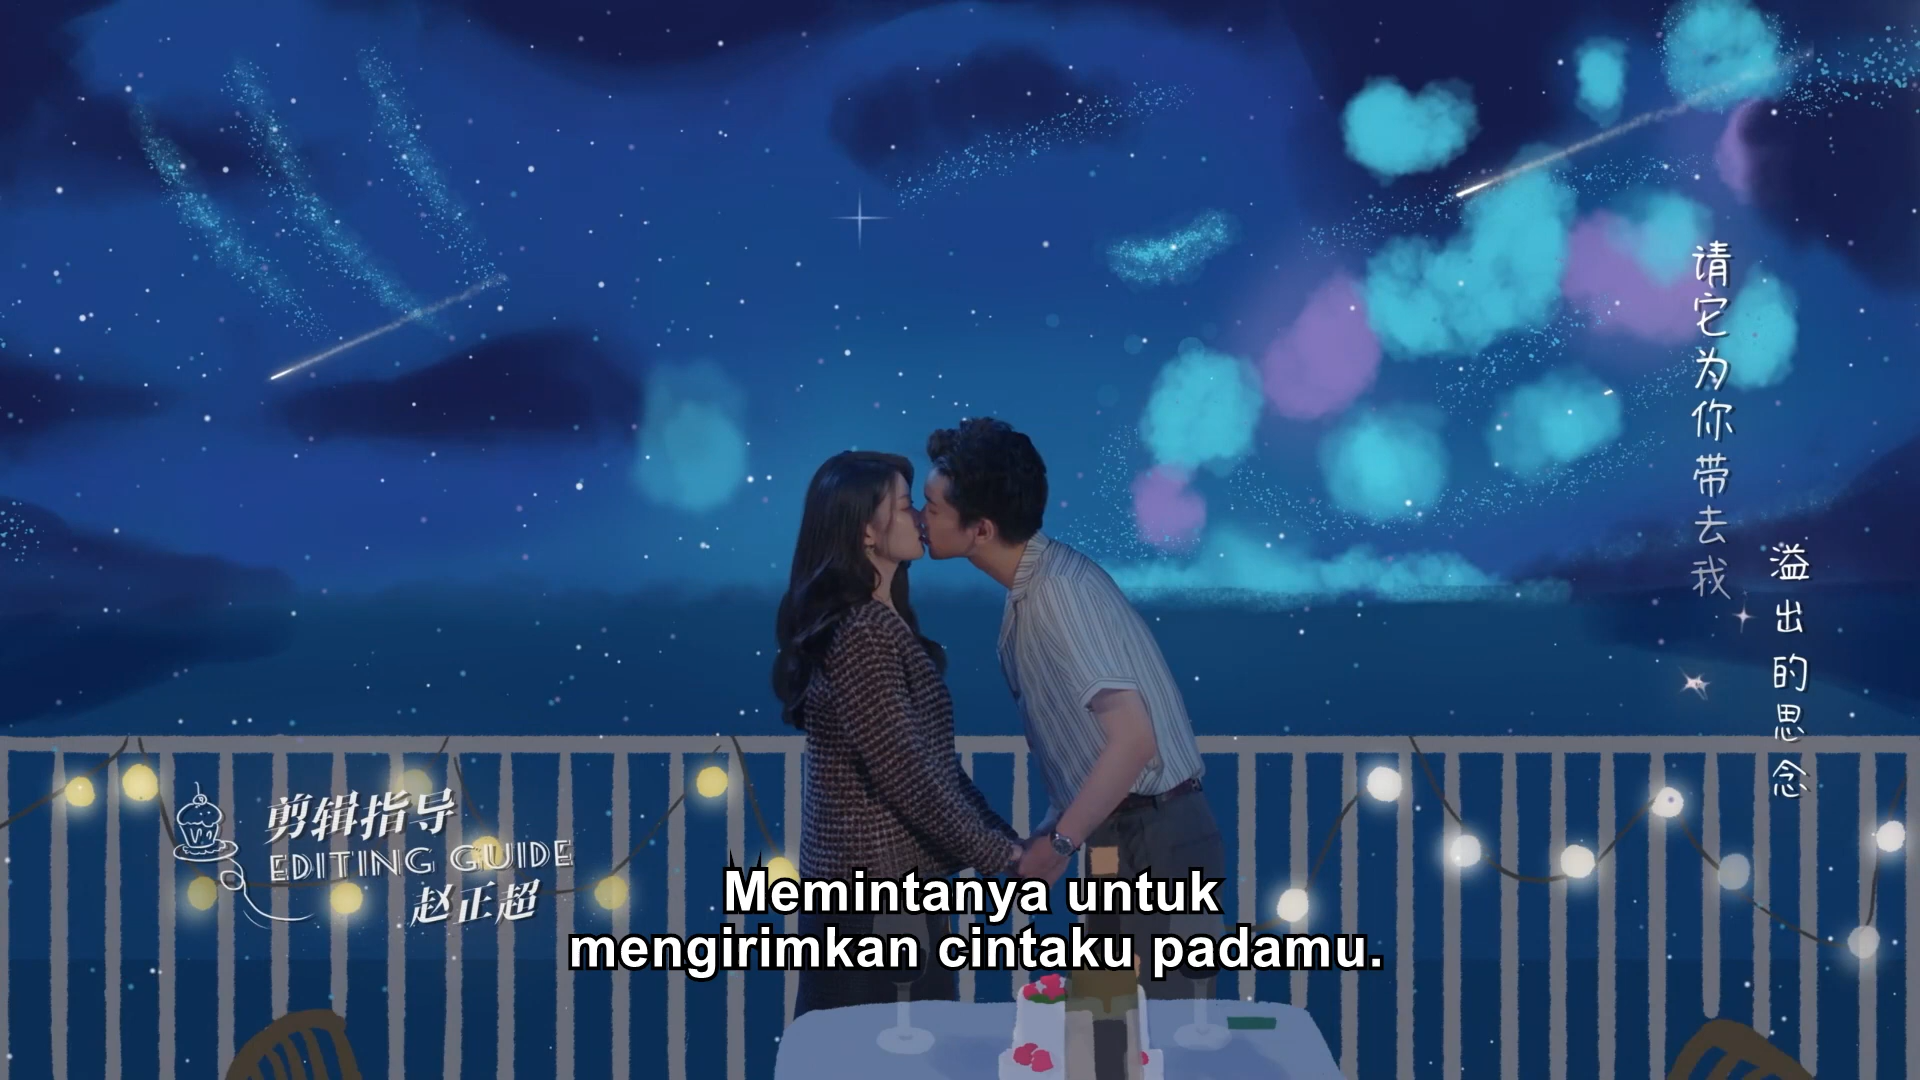 请它为你带去我
溢出的思念
剪辑指导
EDITING GUIDE
赵正超
Memintanya untuk
mengirimkan cintaku padamu.